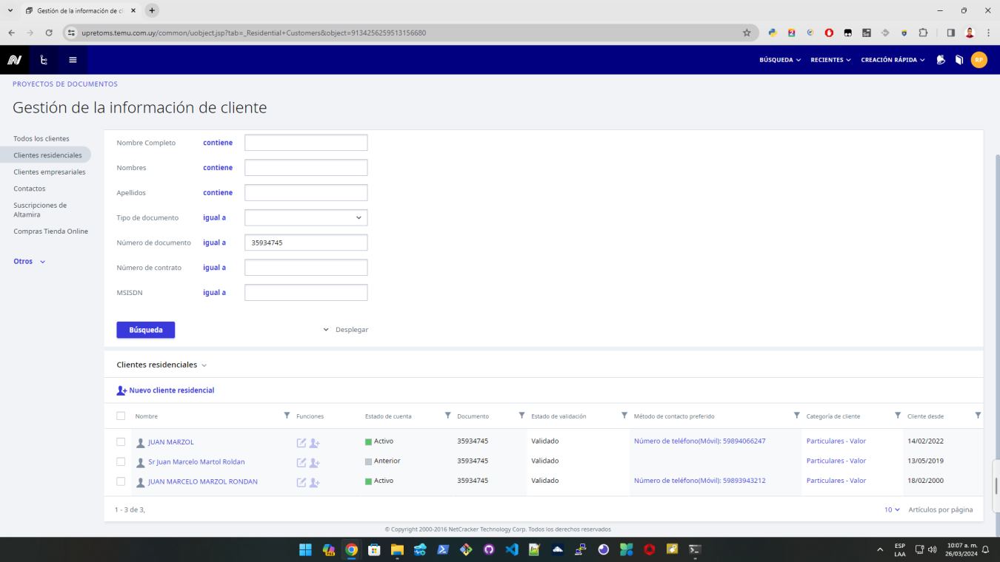 Gestión de la información de cl
upretoms.temu.com.uy/common/uobject.jsp?tab=_Residential+Customers&object=9134256259513156680
BÚSQUEDA RECIENTES CREACIÓN RÁPIDA RP
PROYECTOS DE DOCUMENTOS
Gestión de la información de cliente
Todos los clientes
Clientes residenciales
Clientes empresariales
Contactos
Suscripciones de
Altamira
Compras Tienda Online
Otros
Nombre Completo contiene
Nombres contiene
Apellidos contiene
Tipo de documento igual a
Número de documento igual a 35934745
Número de contrato igual a
MSISDN igual a
Búsqueda Desplegar
Clientes residenciales
Nuevo cliente residencial
Nombre Funciones Estado de cuenta Documento Estado de validación Método de contacto preferido Categoría de cliente Cliente desde
JUAN MARZOL Activo 35934745 Validado Número de teléfono(Móvil): 59894066247 Particulares - Valor 14/02/2022
Sr Juan Marcelo Martol Roldan Anterior 35934745 Validado Particulares - Valor 13/05/2019
JUAN MARCELO MARZOL RONDAN Activo 35934745 Validado Número de teléfono(Móvil): 59893943212 Particulares - Valor 18/02/2000
1 - 3 de 3, 10 Artículos por página
© Copyright 2000-2016 NetCracker Technology Corp. Todos los derechos reservados
ESP
LAA
10:07 a. m.
26/03/2024